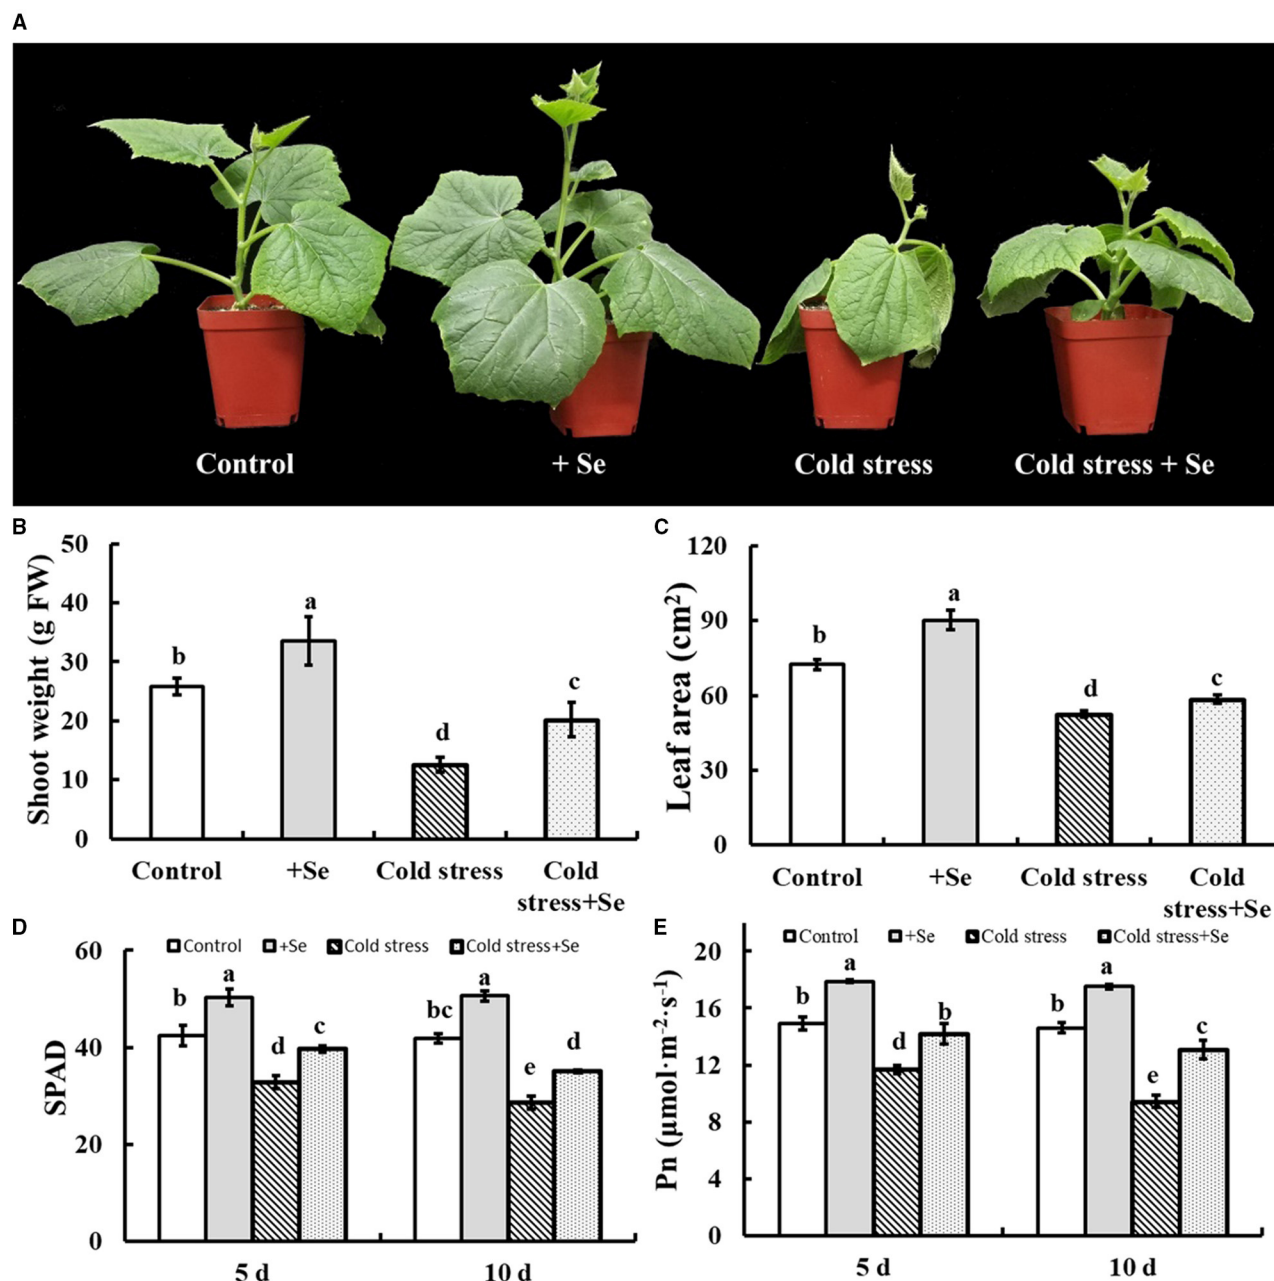 A
Control
+ Se
Cold stress
Cold stress + Se
B
Shoot weight (g FW)
50
40
30
20
10
0
b
a
d
c
Control
+Se
Cold stress
Cold
stress+Se
C
Leaf area (cm²)
120
90
60
30
0
b
a
d
c
Control
+Se
Cold stress
Cold
stress+Se
D
Control
+Se
Cold stress
Cold stress+Se
SPAD
60
40
20
0
b
a
d
c
bc
a
e
d
5 d
10 d
E
Control
+Se
Cold stress
Cold stress+Se
Pn (μmol·m⁻²·s⁻¹)
20
16
12
8
4
0
b
a
d
b
b
a
e
c
5 d
10 d